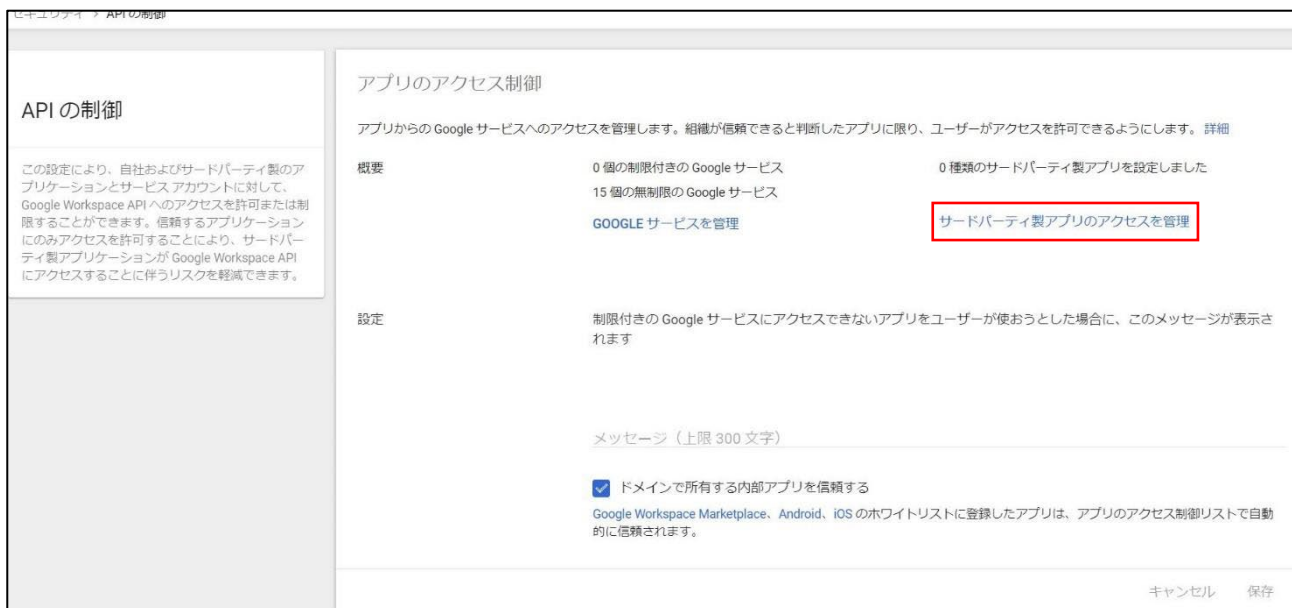 セキュリティ > APIの制御
API の制御
この設定により、自社およびサードパーティ製のア
プリケーションとサービス アカウントに対して、
Google Workspace API へのアクセスを許可または制
限することができます。信頼するアプリケーション
にのみアクセスを許可することにより、サードパー
ティ製アプリケーションが Google Workspace API
にアクセスすることに伴うリスクを軽減できます。
アプリのアクセス制御
アプリからの Google サービスへのアクセスを管理します。組織が信頼できると判断したアプリに限り、ユーザーがアクセスを許可できるようにします。 詳細
概要
0 個の制限付きの Google サービス
15 個の無制限の Google サービス
GOOGLE サービスを管理
0 種類のサードパーティ製アプリを設定しました
サードパーティ製アプリのアクセスを管理
設定
制限付きの Google サービスにアクセスできないアプリをユーザーが使おうとした場合に、このメッセージが表示さ
れます
メッセージ（上限 300 文字）
ドメインで所有する内部アプリを信頼する
Google Workspace Marketplace、Android、iOS のホワイトリストに登録したアプリは、アプリのアクセス制御リストで自動
的に信頼されます。
キャンセル 保存